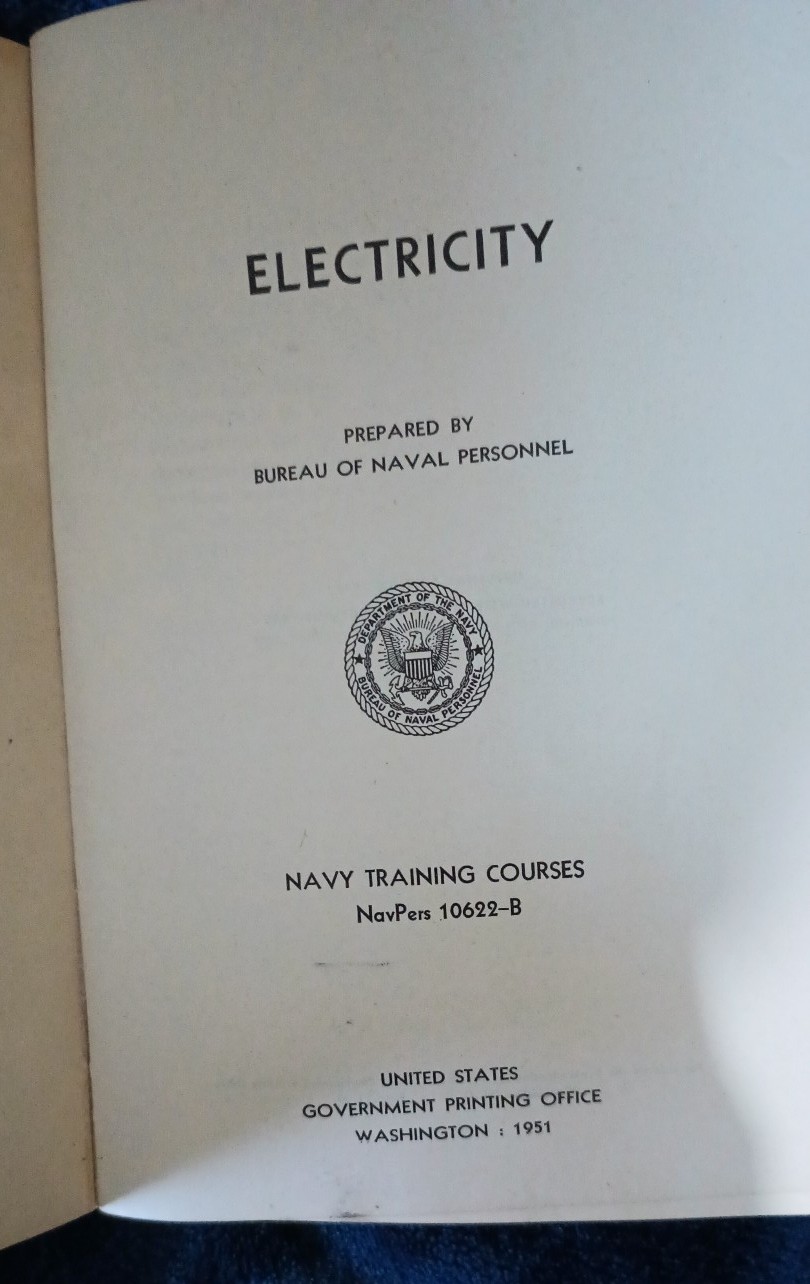 ELECTRICITY
PREPARED BY
BUREAU OF NAVAL PERSONNEL
DEPARTMENT OF THE NAVY
BUREAU OF NAVAL PERSONNEL
NAVY TRAINING COURSES
NavPers 10622–B
UNITED STATES
GOVERNMENT PRINTING OFFICE
WASHINGTON : 1951